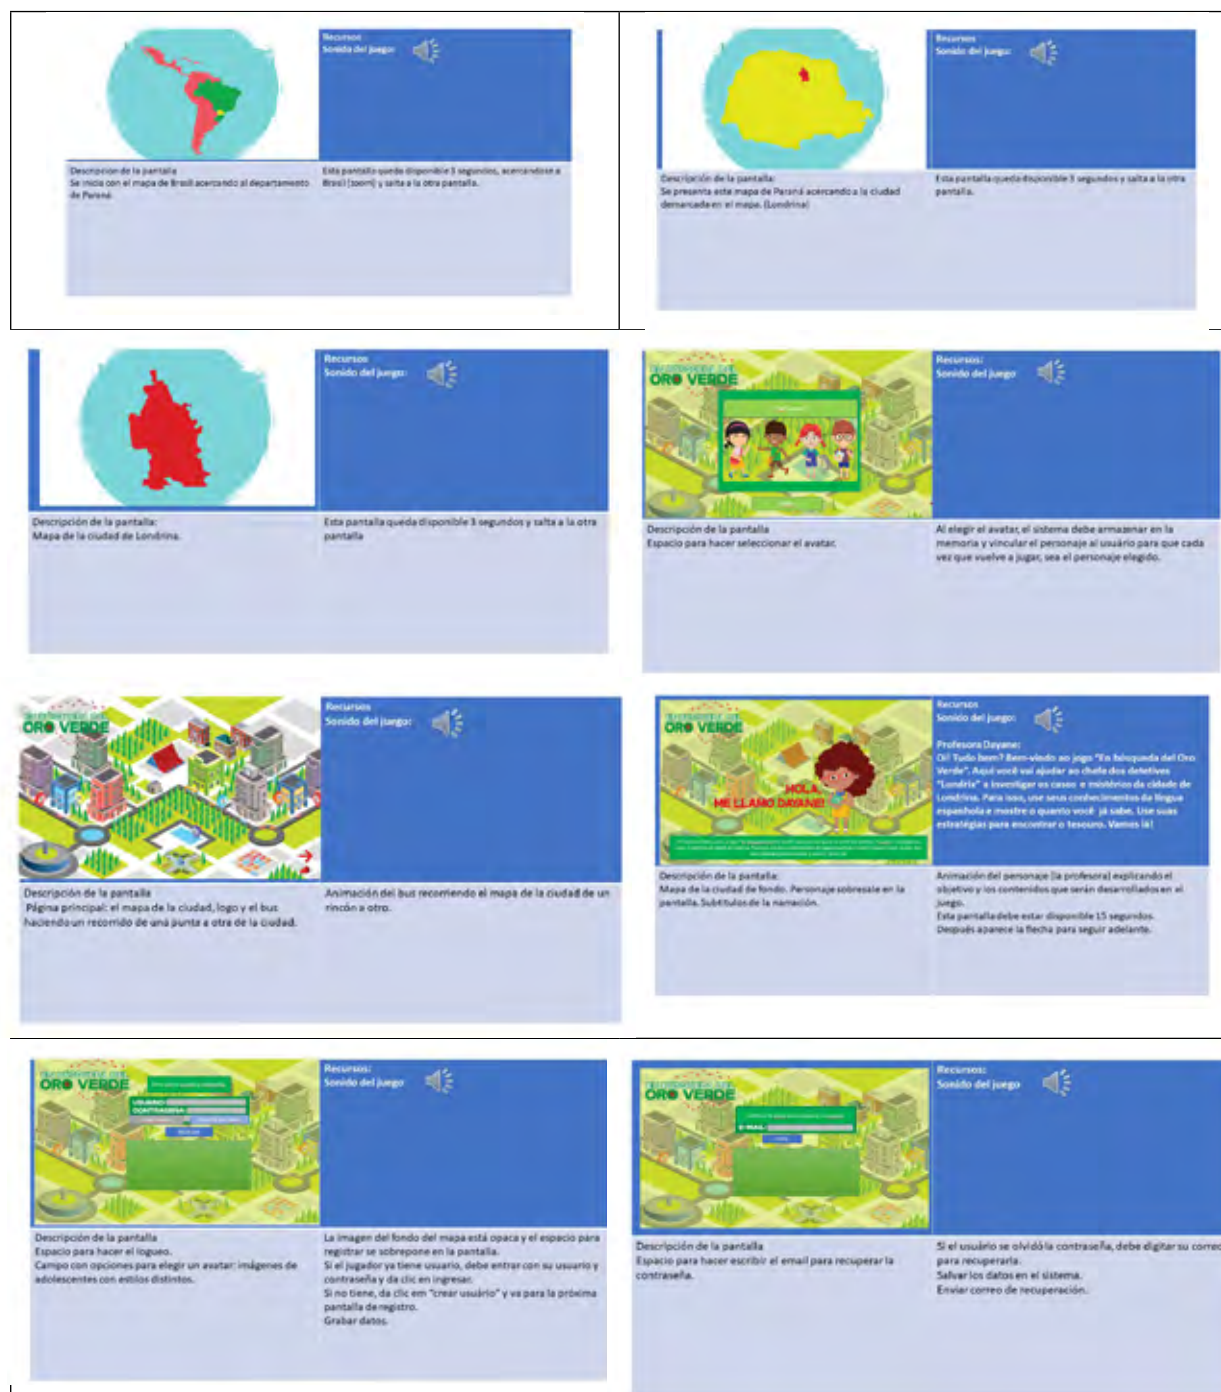 Recursos
Sonido del juego:
Descripción de la pantalla
Se inicia con el mapa de Brasil acercando al departamento
de Paraná.
Esta pantalla queda disponible 3 segundos, acercandose a
Brasil (zoom) y salta a la otra pantalla.
Recursos
Sonido del juego:
Descripción de la pantalla:
Se presenta este mapa de Paraná acercando a la ciudad
demarcada en el mapa. (Londrina)
Esta pantalla queda disponible 3 segundos y salta a la otra
pantalla.
Recursos
Sonido del juego:
Descripción de la pantalla:
Mapa de la ciudad de Londrina.
Esta pantalla queda disponible 3 segundos y salta a la otra
pantalla
ORO VERDE
Recursos:
Sonido del juego
Descripción de la pantalla
Espacio para hacer seleccionar el avatar.
Al elegir el avatar, el sistema debe armazenar en la
memoria y vincular el personaje al usuário para que cada
vez que vuelve a jugar, sea el personaje elegido.
ORO VERDE
Recursos
Sonido del juego:
Descripción de la pantalla
Página principal: el mapa de la ciudad, logo y el bus
haciendo un recorrido de una punta a otra de la ciudad.
Animación del bus recorriendo el mapa de la ciudad de un
rincón a otro.
ORO VERDE
HOLA,
ME LLAMO DAYANE!
Recursos
Sonido del juego:
Profesora Dayane:
Oi! Tudo bem? Bem-vindo ao jogo "En búsqueda del Oro
Verde". Aqui você vai ajudar ao chefe dos detetives
"Londria" a investigar os casos e mistérios da cidade de
Londrina. Para isso, use seus conhecimentos da língua
espanhola e mostre o quanto você já sabe. Use suas
estratégias para encontrar o tesouro. Vamos lá!
Descripción de la pantalla:
Mapa de la ciudad de fondo. Personaje sobresale en la
pantalla. Subtítulos de la narración.
Animación del personaje (la profesora) explicando el
objetivo y los contenidos que serán desarrollados en el
juego.
Esta pantalla debe estar disponible 15 segundos.
Después aparece la flecha para seguir adelante.
ORO VERDE
USUARIO:
CONTRASEÑA:
Recursos:
Sonido del juego
Descripción de la pantalla
Espacio para hacer el logueo.
Campo con opciones para elegir un avatar: imágenes de
adolescentes con estilos distintos.
La imagen del fondo del mapa está opaca y el espacio para
registrar se sobrepone en la pantalla.
Si el jugador ya tiene usuario, debe entrar con su usuario y
contraseña y da clic en ingresar.
Si no tiene, da clic em "crear usuário" y va para la próxima
pantalla de registro.
Grabar datos.
ORO VERDE
E-MAIL:
Recursos:
Sonido del juego
Descripción de la pantalla
Espacio para hacer escribir el email para recuperar la
contraseña.
Si el usuário se olvidó la contraseña, debe digitar su correo
para recuperarla.
Salvar los datos en el sistema.
Enviar correo de recuperación.